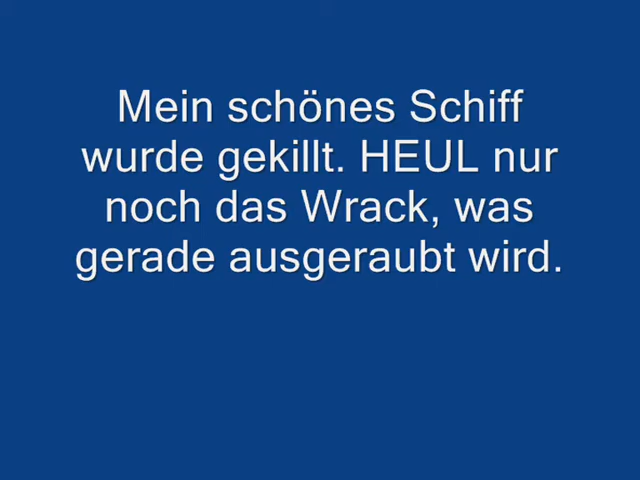 Mein schönes Schiff
wurde gekillt. HEUL nur
noch das Wrack, was
gerade ausgeraubt wird.